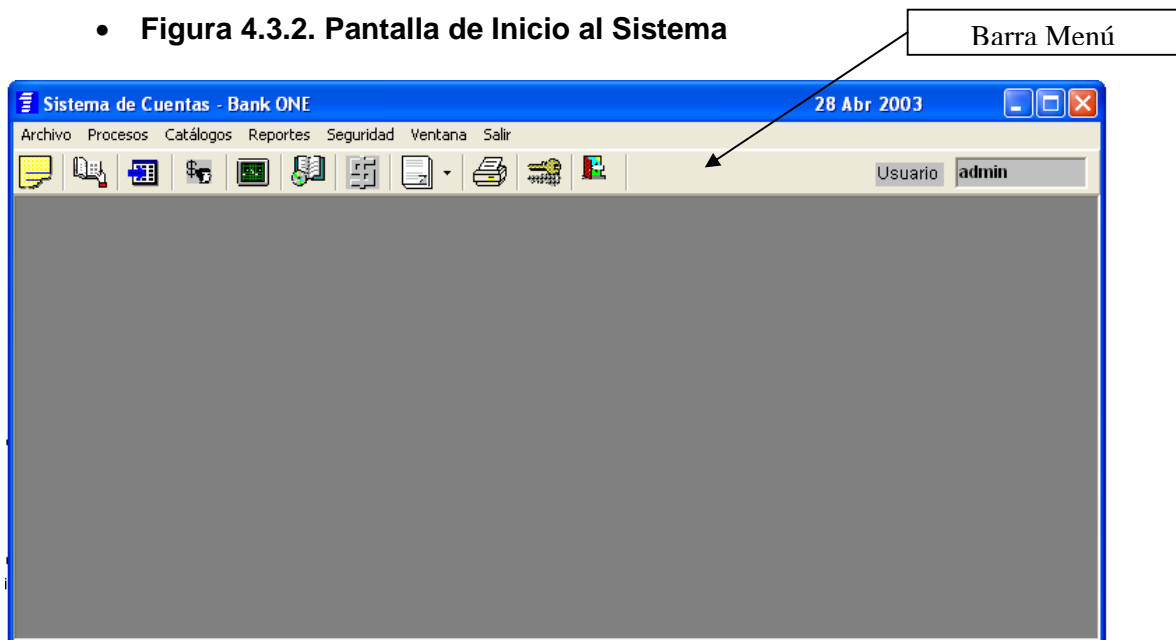 • Figura 4.3.2. Pantalla de Inicio al Sistema
Barra Menú
Sistema de Cuentas - Bank ONE 28 Abr 2003
Archivo Procesos Catálogos Reportes Seguridad Ventana Salir
Usuario admin